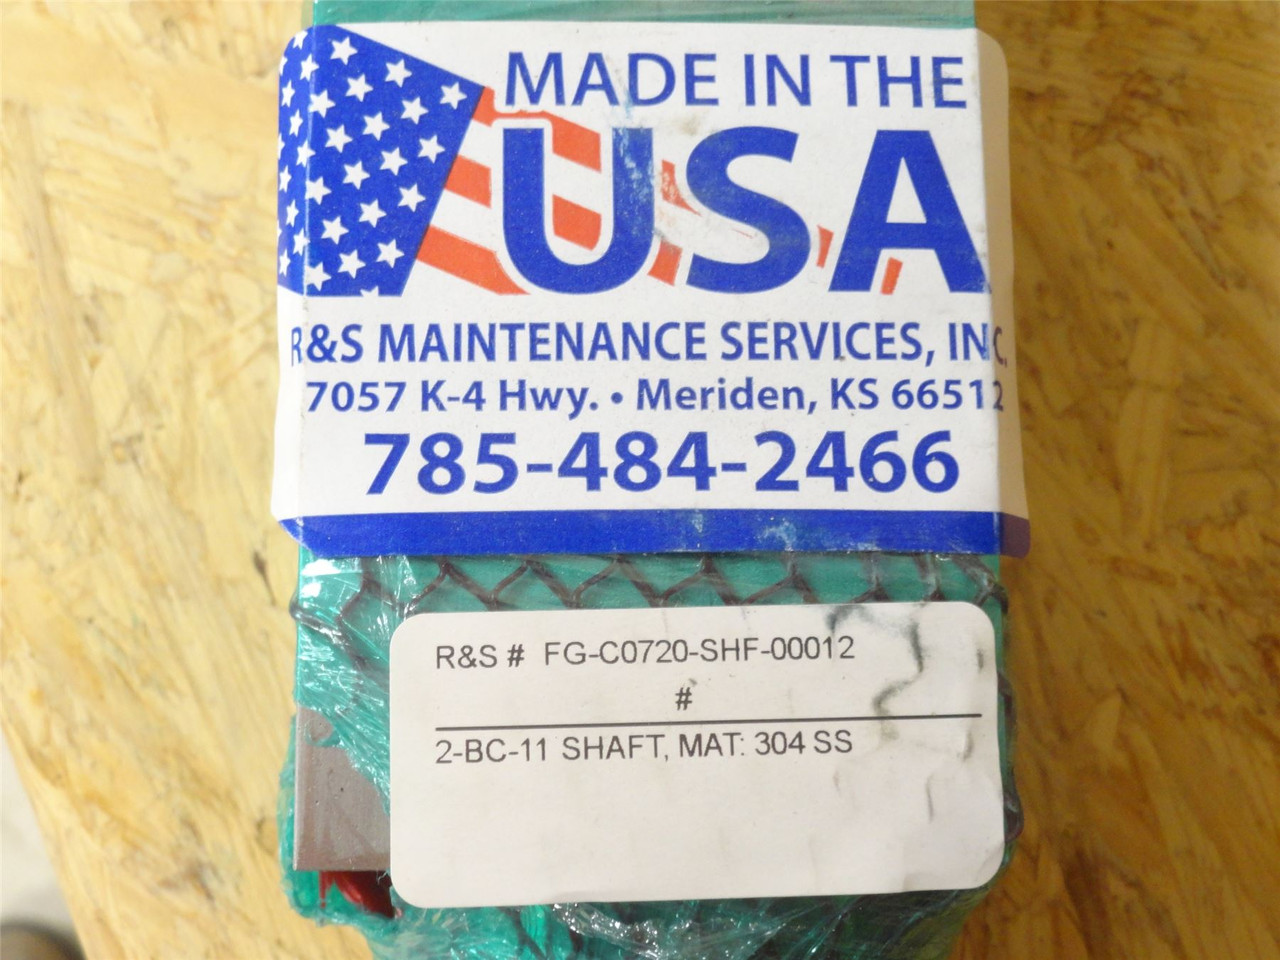 MADE IN THE
USA
R&S MAINTENANCE SERVICES, INC.
7057 K-4 Hwy. • Meriden, KS 66512
785-484-2466
R&S # FG-C0720-SHF-00012
#
2-BC-11 SHAFT, MAT: 304 SS